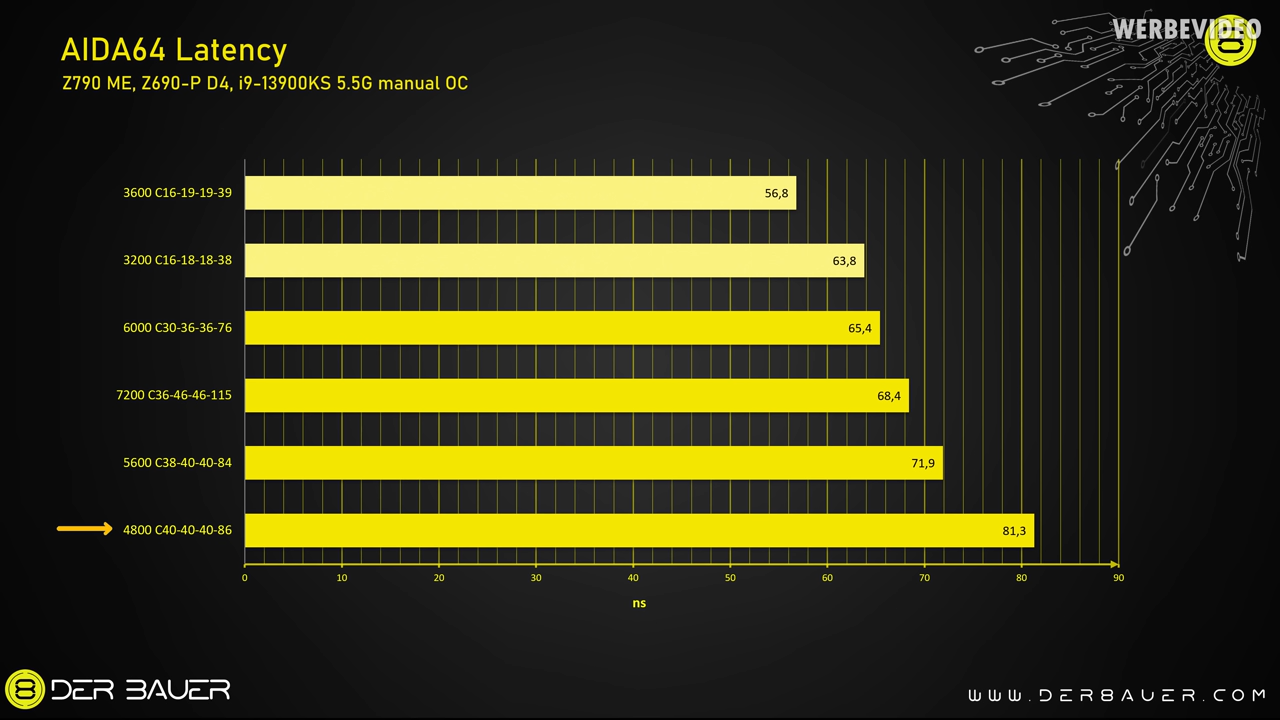 WERBEVIDEO
AIDA64 Latency
Z790 ME, Z690-P D4, i9-13900KS 5.5G manual OC
3600 C16-19-19-39
56,8
3200 C16-18-18-38
63,8
6000 C30-36-36-76
65,4
7200 C36-46-46-115
68,4
5600 C38-40-40-84
71,9
4800 C40-40-40-86
81,3
0 10 20 30 40 50 60 70 80 90
ns
8 DER BAUER
WWW.DER8AUER.COM